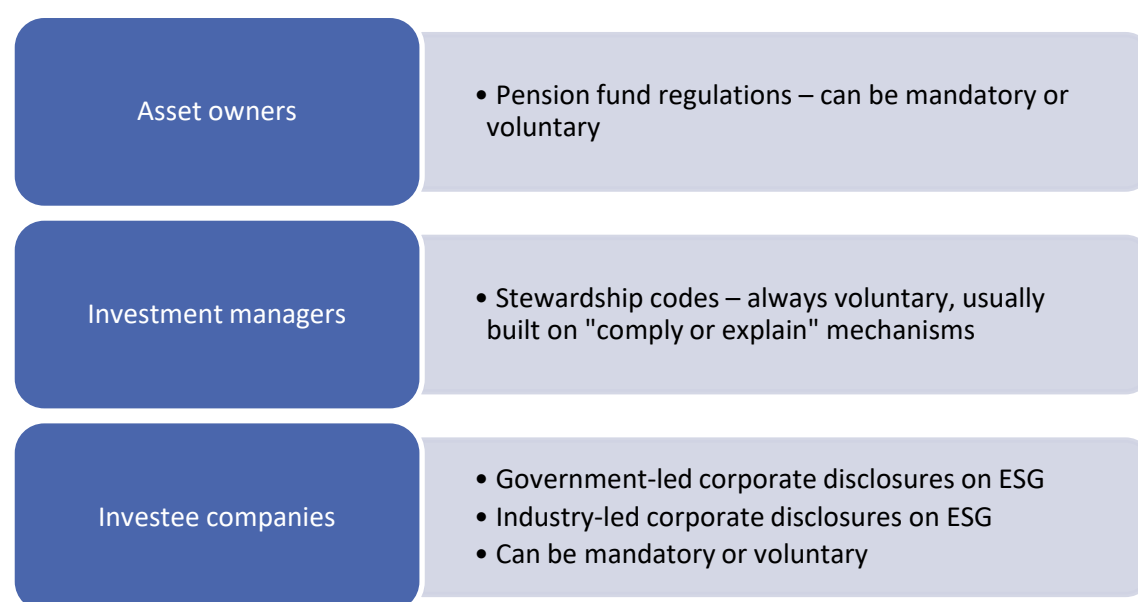 Asset owners
• Pension fund regulations – can be mandatory or
voluntary
Investment managers
• Stewardship codes – always voluntary, usually
built on "comply or explain" mechanisms
Investee companies
• Government-led corporate disclosures on ESG
• Industry-led corporate disclosures on ESG
• Can be mandatory or voluntary